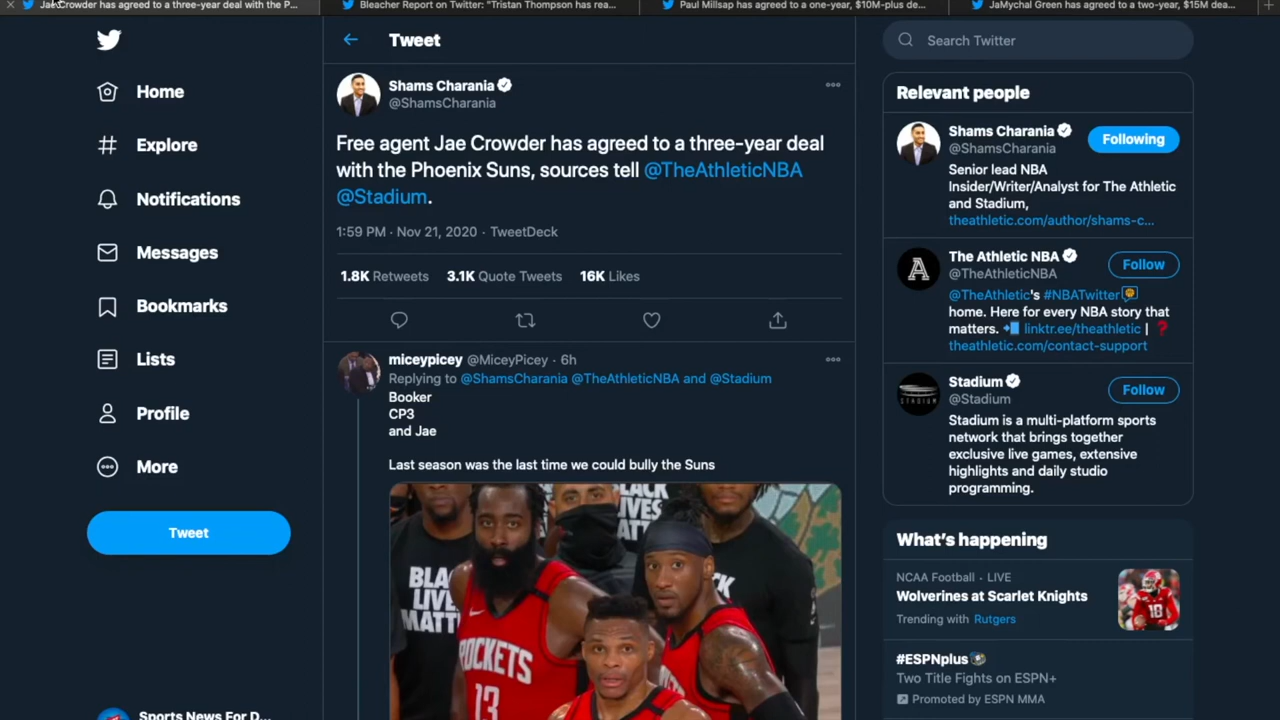 Jae Crowder has agreed to a three-year deal with the P...
Bleacher Report on Twitter: "Tristan Thompson has rea...
Paul Millsap has agreed to a one-year, $10M-plus de...
JaMychal Green has agreed to a two-year, $15M dea...
Home
Explore
Notifications
Messages
Bookmarks
Lists
Profile
More
Tweet
Sports News For D...
Tweet
Shams Charania
@ShamsCharania
Free agent Jae Crowder has agreed to a three-year deal
with the Phoenix Suns, sources tell @TheAthleticNBA
@Stadium.
1:59 PM · Nov 21, 2020 · TweetDeck
1.8K Retweets 3.1K Quote Tweets 16K Likes
miceypicey @MiceyPicey · 6h
Replying to @ShamsCharania @TheAthleticNBA and @Stadium
Booker
CP3
and Jae
Last season was the last time we could bully the Suns
BLACK
LIVES
MATT
BLACK
LIVES
MATT
ROCKETS
13
Search Twitter
Relevant people
Shams Charania
@ShamsCharania
Following
Senior lead NBA
Insider/Writer/Analyst for The Athletic
and Stadium,
theathletic.com/author/shams-c...
The Athletic NBA
@TheAthleticNBA
Follow
@TheAthletic's #NBATwitter
home. Here for every NBA story that
matters. linktr.ee/theathletic |
theathletic.com/contact-support
Stadium
@Stadium
Follow
Stadium is a multi-platform sports
network that brings together
exclusive live games, extensive
highlights and daily studio
programming.
What's happening
NCAA Football · LIVE
Wolverines at Scarlet Knights
Trending with Rutgers
18
#ESPNplus
Two Title Fights on ESPN+
Promoted by ESPN MMA